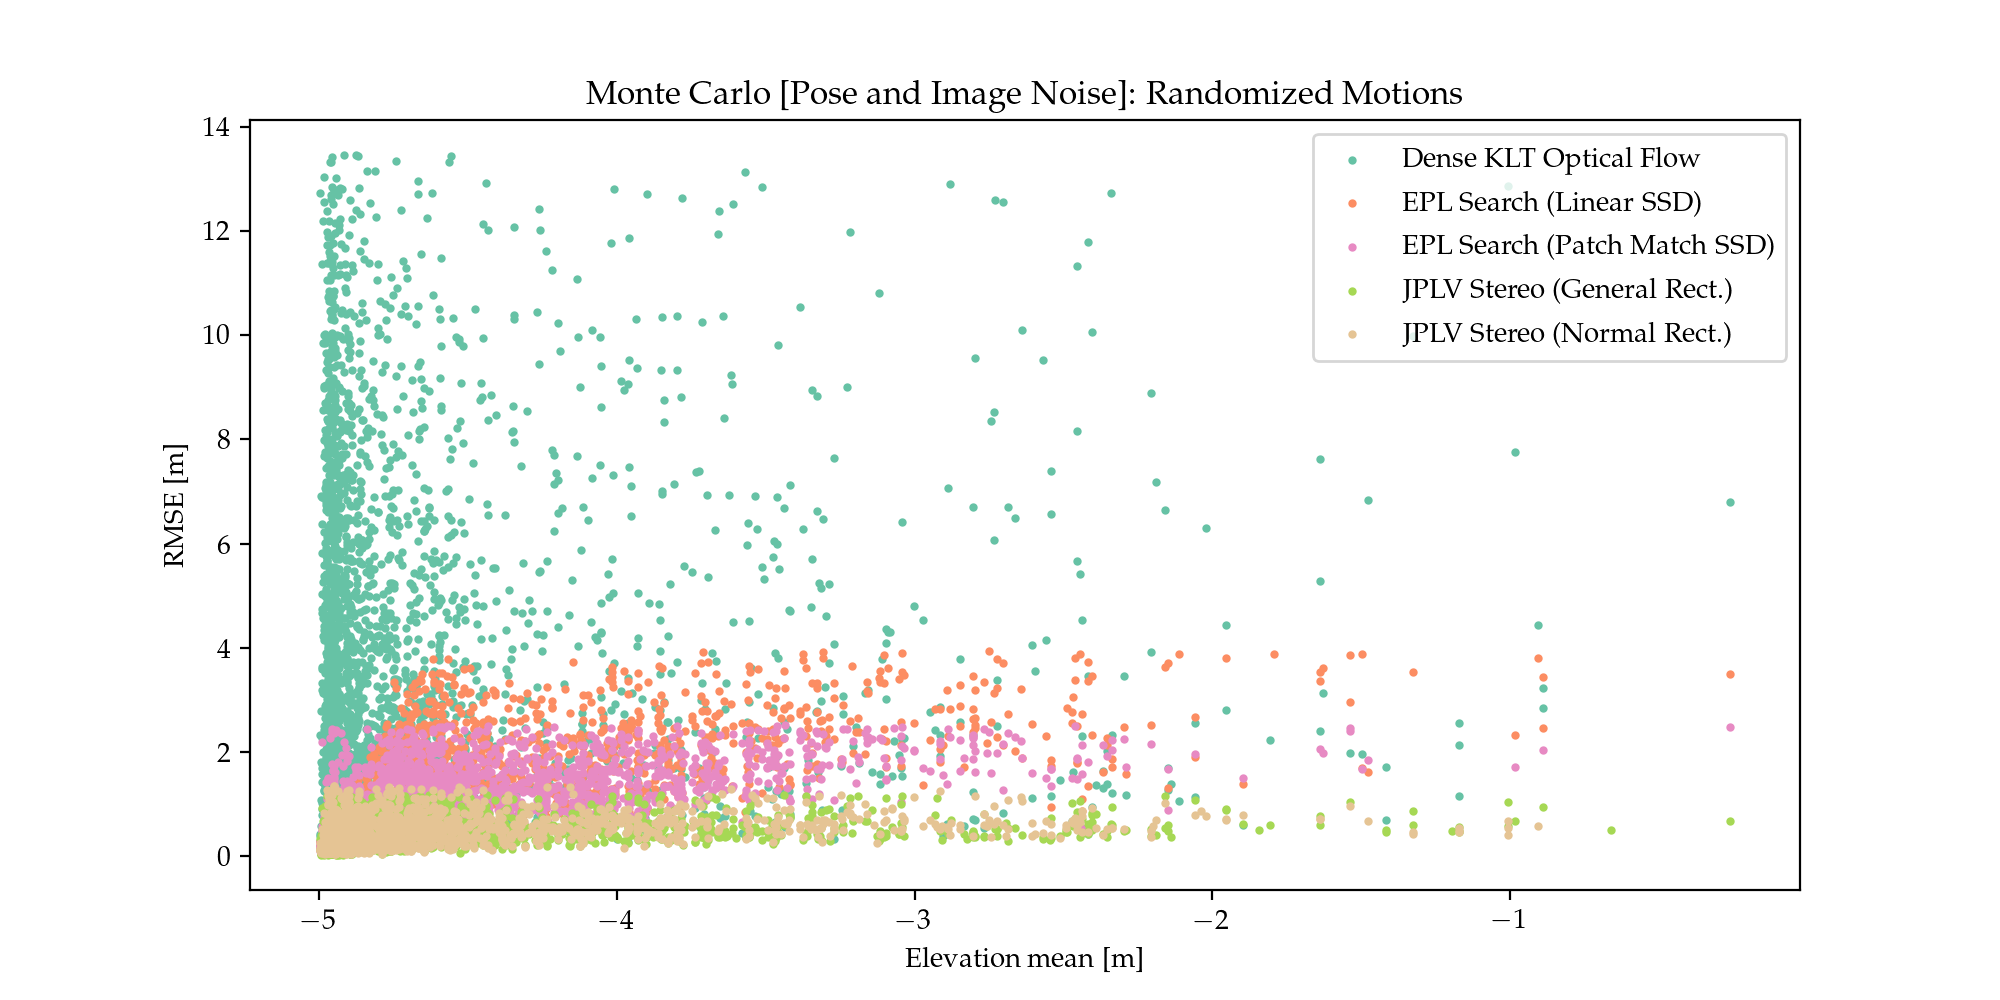 Monte Carlo [Pose and Image Noise]: Randomized Motions
14
12
10
8
6
4
2
0
RMSE [m]
Dense KLT Optical Flow
EPL Search (Linear SSD)
EPL Search (Patch Match SSD)
JPLV Stereo (General Rect.)
JPLV Stereo (Normal Rect.)
−5 −4 −3 −2 −1
Elevation mean [m]